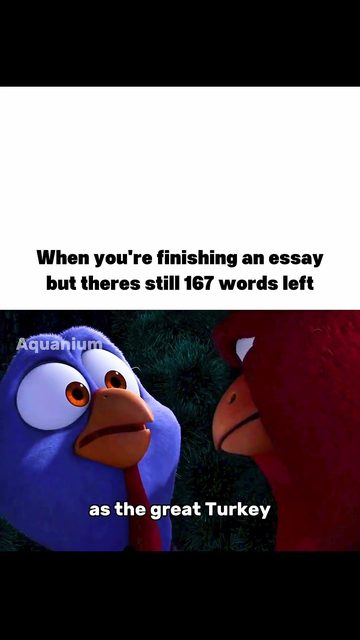 When you're finishing an essay
but theres still 167 words left
Aquanium
as the great Turkey